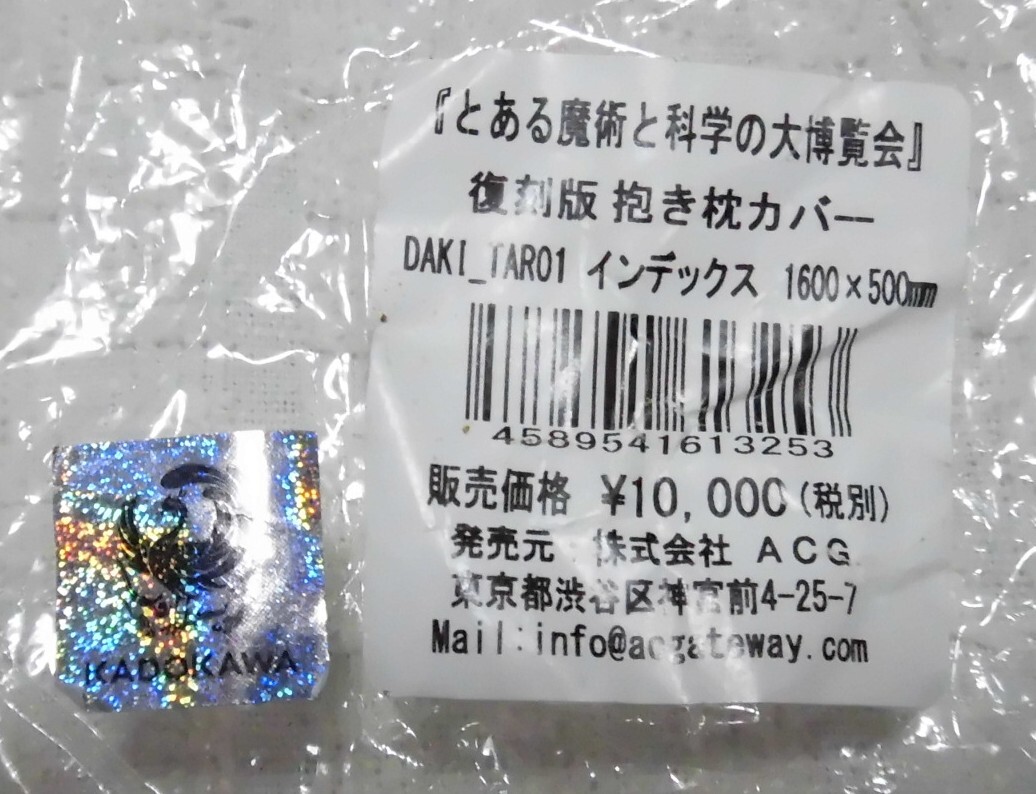 『とある魔術と科学の大博覧会』
復刻版 抱き枕カバー
DAKI_TAR01 インデックス 1600×500mm
4589541613253
販売価格 ¥10,000(税別)
発売元:株式会社 ACG
東京都渋谷区神宮前4-25-7
Mail:info@acgateway.com
KADOKAWA